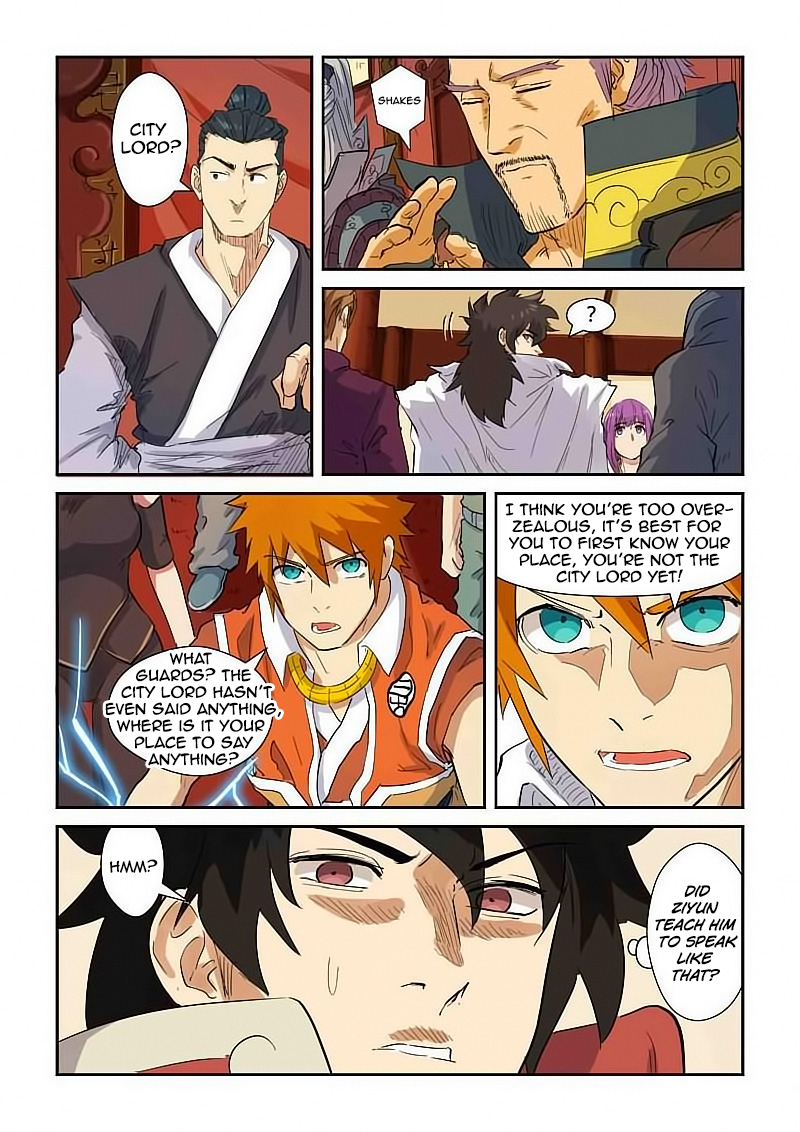 CITY
LORD?
SHAKES
?
WHAT
GUARDS? THE
CITY LORD HASN'T
EVEN SAID ANYTHING,
WHERE IS IT YOUR
PLACE TO SAY
ANYTHING?
I THINK YOU'RE TOO OVER-
ZEALOUS, IT'S BEST FOR
YOU TO FIRST KNOW YOUR
PLACE, YOU'RE NOT THE
CITY LORD YET!
HMM?
DID
ZIYUN
TEACH HIM
TO SPEAK
LIKE
THAT?